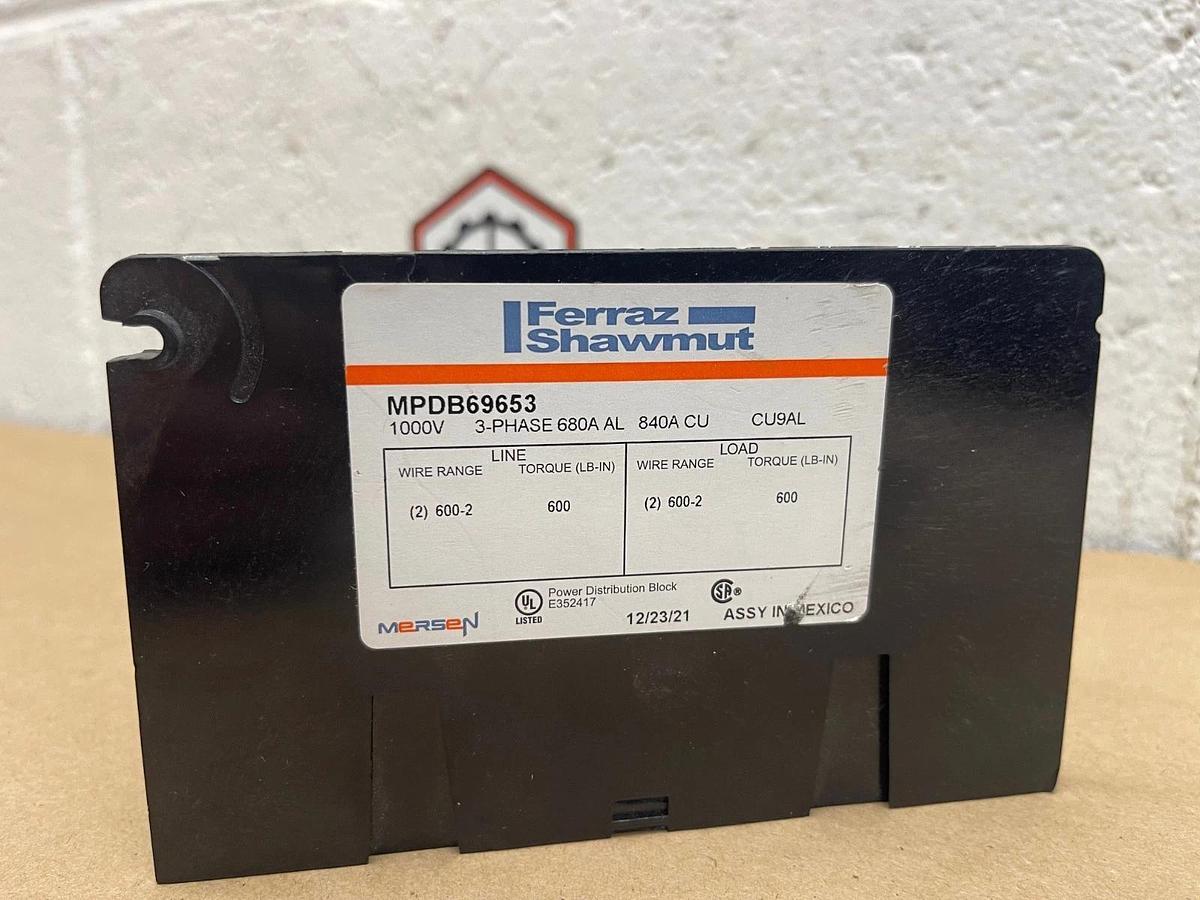 Ferraz
Shawmut
MPDB69653
1000V 3-PHASE 680A AL 840A CU CU9AL
LINE LOAD
WIRE RANGE TORQUE (LB-IN) WIRE RANGE TORQUE (LB-IN)
(2) 600-2 600 (2) 600-2 600
MERSEN
UL
LISTED
Power Distribution Block
E352417
12/23/21
SA®
ASSY IN MEXICO